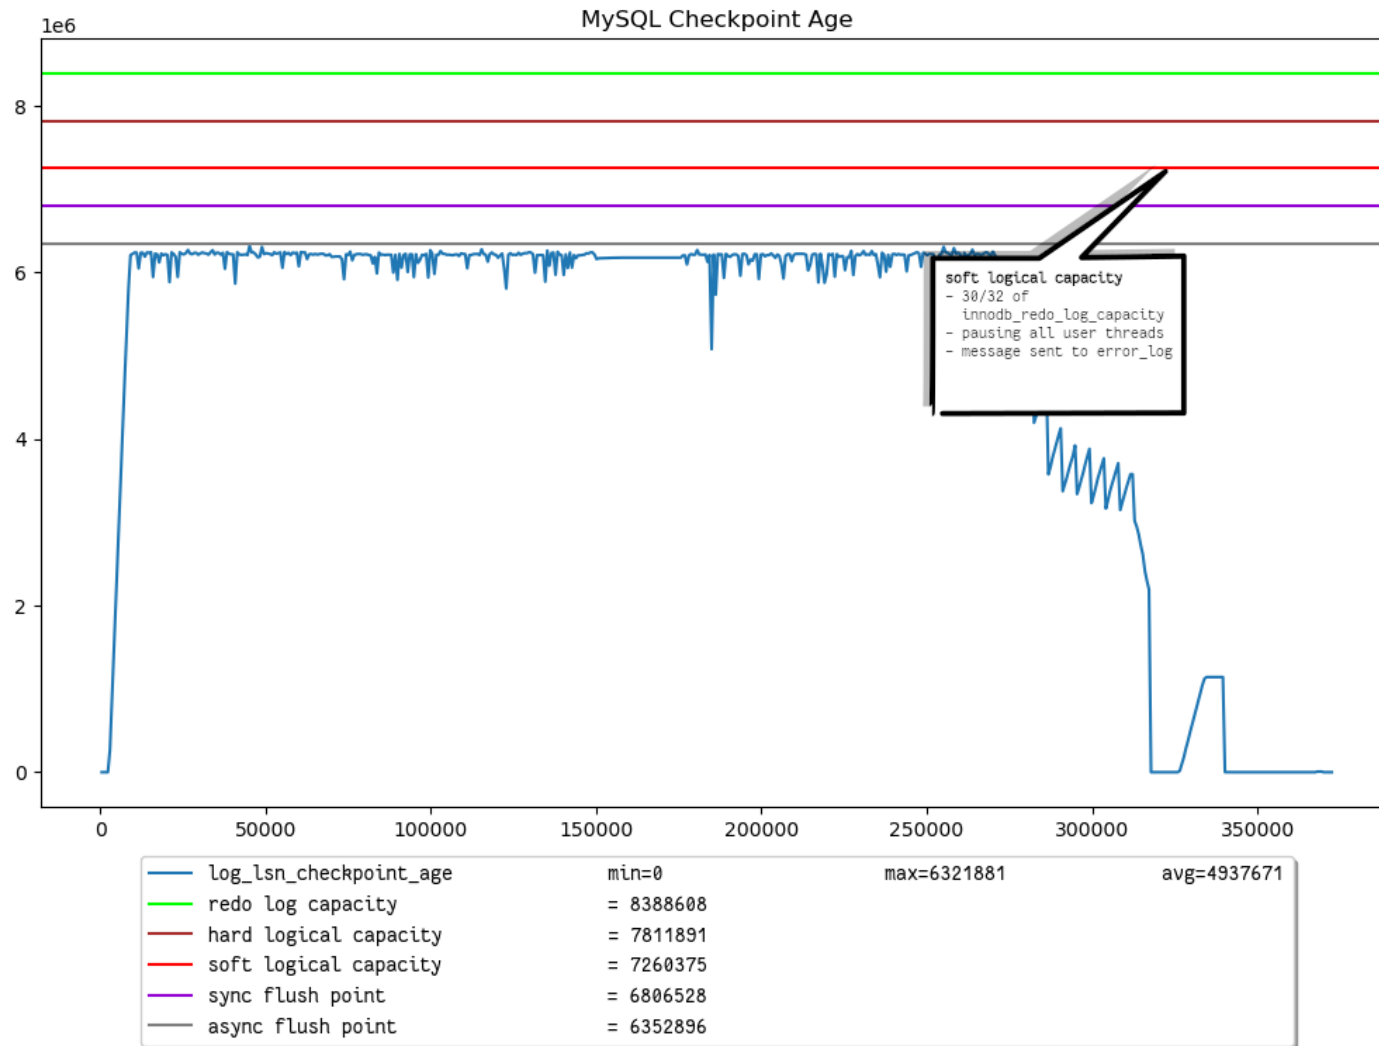 MySQL Checkpoint Age
1e6
8
6
4
2
0
soft logical capacity
- 30/32 of
innodb_redo_log_capacity
- pausing all user threads
- message sent to error_log
0 50000 100000 150000 200000 250000 300000 350000
log_lsn_checkpoint_age min=0 max=6321881 avg=4937671
redo log capacity = 8388608
hard logical capacity = 7811891
soft logical capacity = 7260375
sync flush point = 6806528
async flush point = 6352896